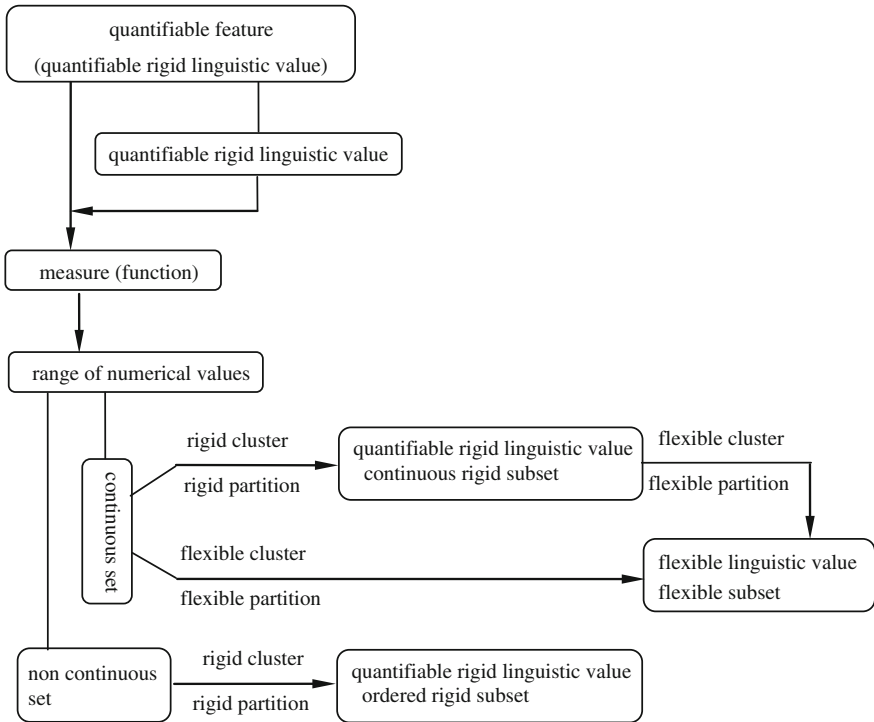 quantifiable feature
(quantifiable rigid linguistic value)
quantifiable rigid linguistic value
measure (function)
range of numerical values
continuous set
rigid cluster
rigid partition
quantifiable rigid linguistic value
continuous rigid subset
flexible cluster
flexible partition
flexible cluster
flexible partition
flexible linguistic value
flexible subset
non continuous
set
rigid cluster
rigid partition
quantifiable rigid linguistic value
ordered rigid subset